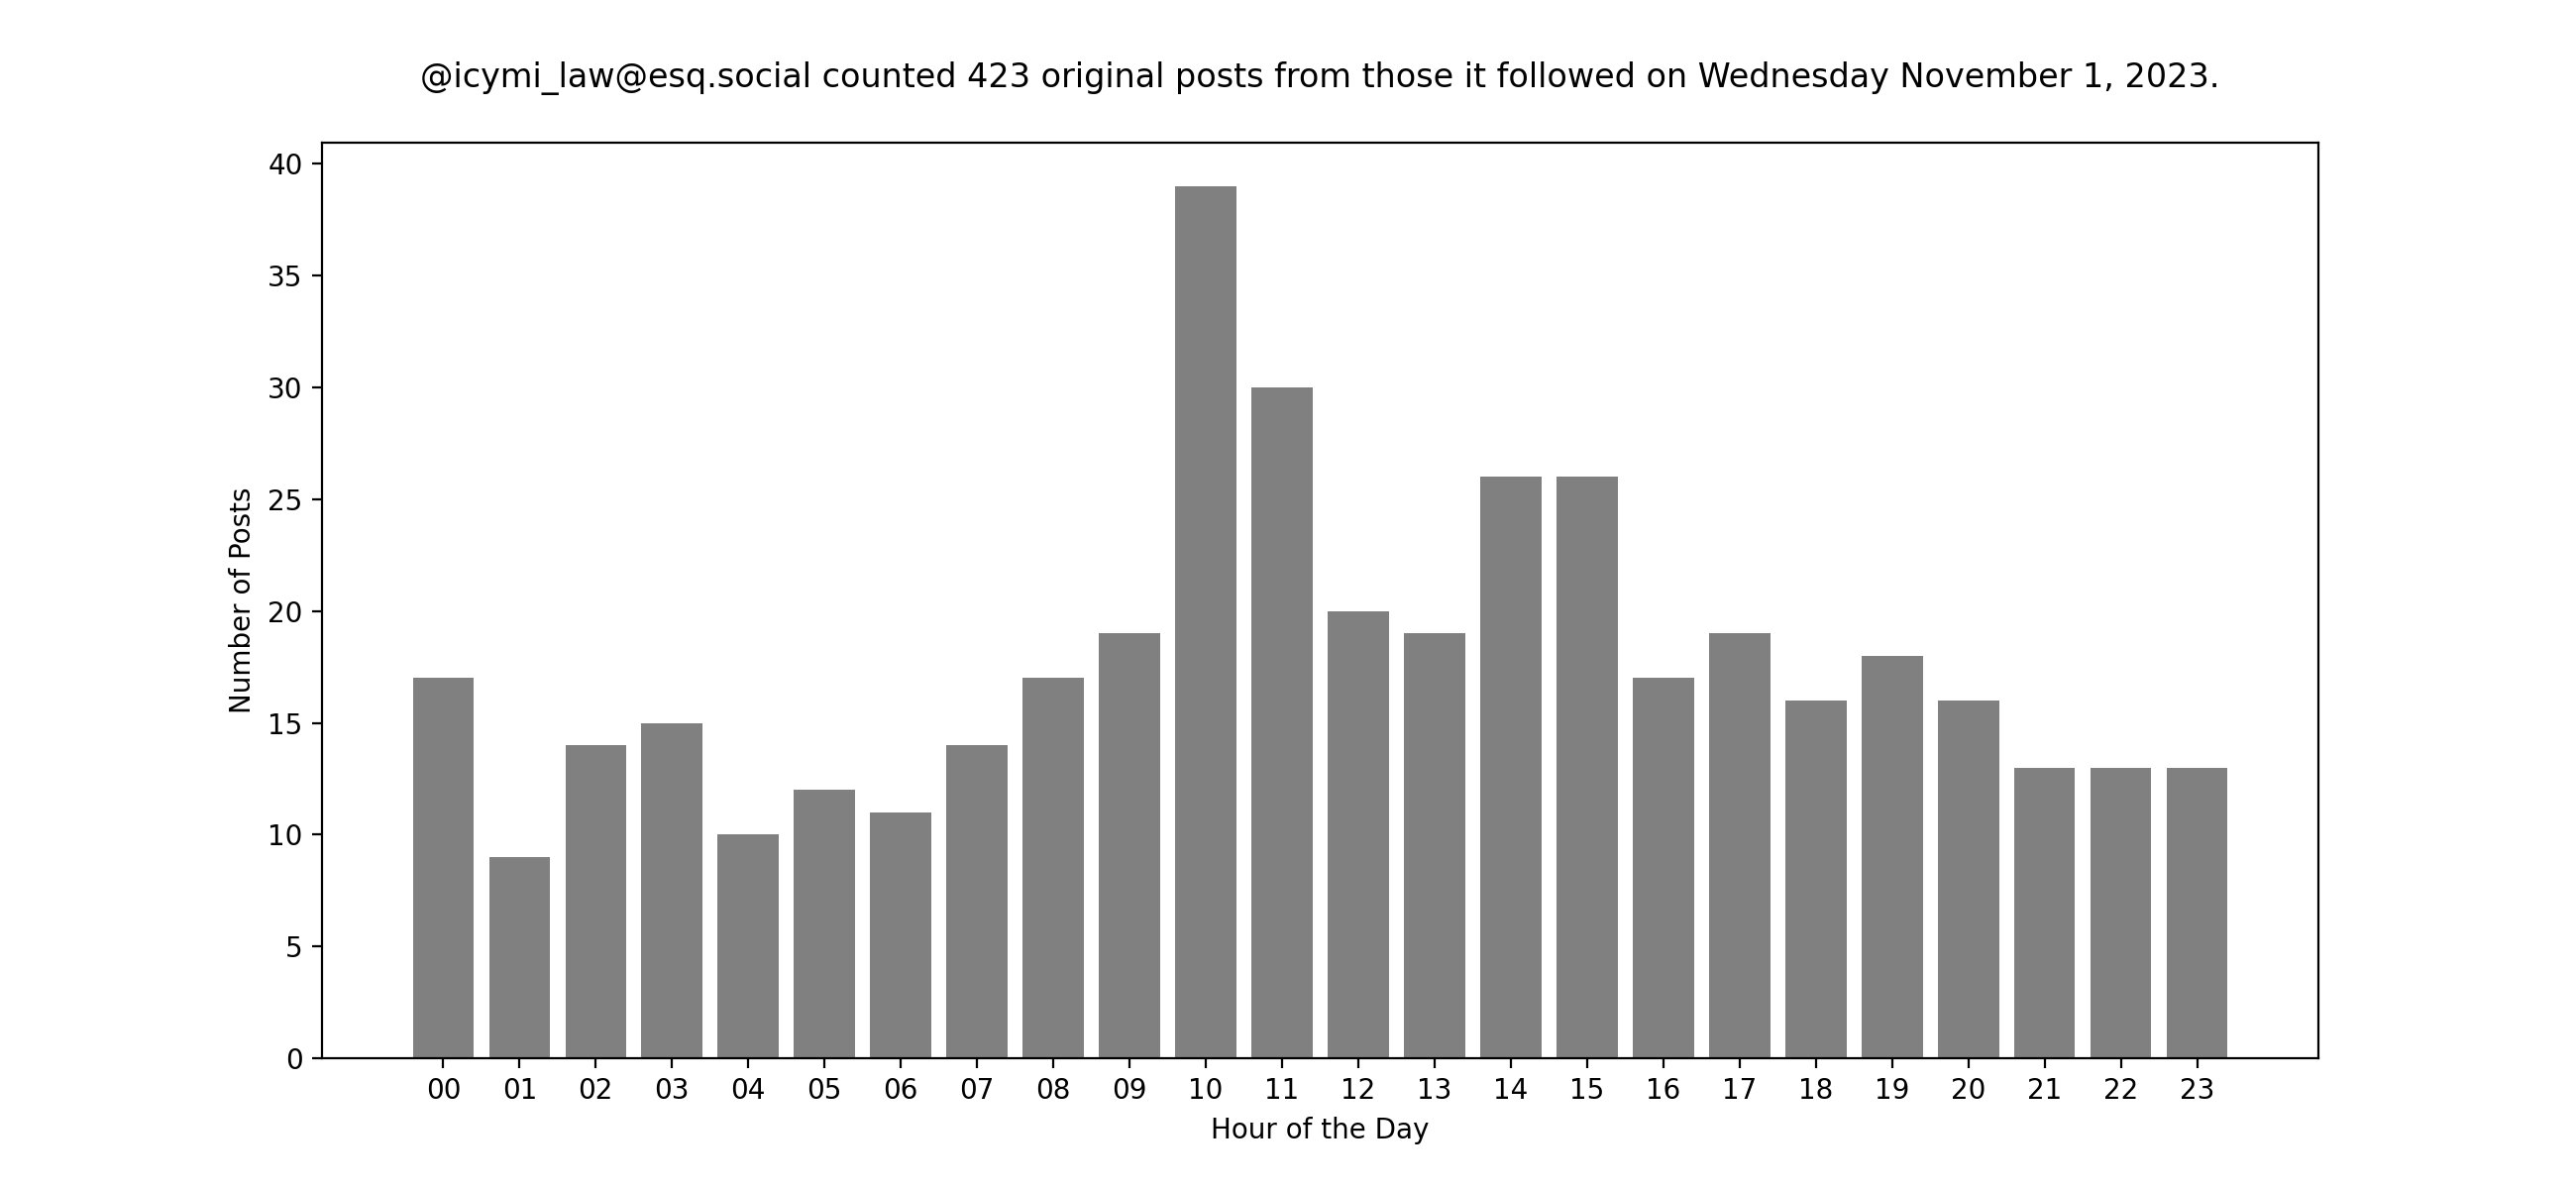 @icymi_law@esq.social counted 423 original posts from those it followed on Wednesday November 1, 2023.
40
35
30
25
20
15
10
5
0
Number of Posts
00 01 02 03 04 05 06 07 08 09 10 11 12 13 14 15 16 17 18 19 20 21 22 23
Hour of the Day